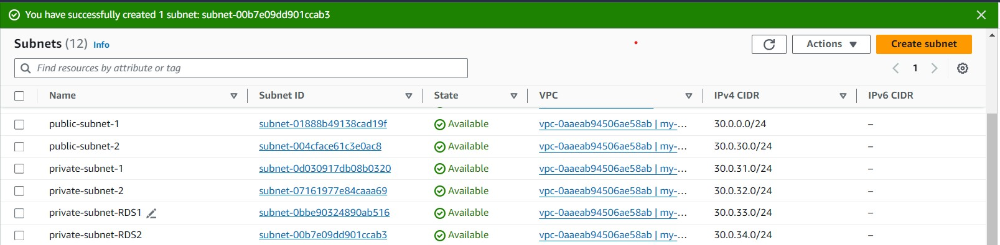 You have successfully created 1 subnet: subnet-00b7e09dd901ccab3
Subnets (12) Info
Actions
Create subnet
Find resources by attribute or tag
1
Name Subnet ID State VPC IPv4 CIDR IPv6 CIDR
public-subnet-1 subnet-01888b49138cad19f Available vpc-0aaeab94506ae58ab | my-... 30.0.0.0/24 –
public-subnet-2 subnet-004cface61c3e0ac8 Available vpc-0aaeab94506ae58ab | my-... 30.0.30.0/24 –
private-subnet-1 subnet-0d030917db08b0320 Available vpc-0aaeab94506ae58ab | my-... 30.0.31.0/24 –
private-subnet-2 subnet-07161977e84caaa69 Available vpc-0aaeab94506ae58ab | my-... 30.0.32.0/24 –
private-subnet-RDS1 subnet-0bbe90324890ab516 Available vpc-0aaeab94506ae58ab | my-... 30.0.33.0/24 –
private-subnet-RDS2 subnet-00b7e09dd901ccab3 Available vpc-0aaeab94506ae58ab | my-... 30.0.34.0/24 –